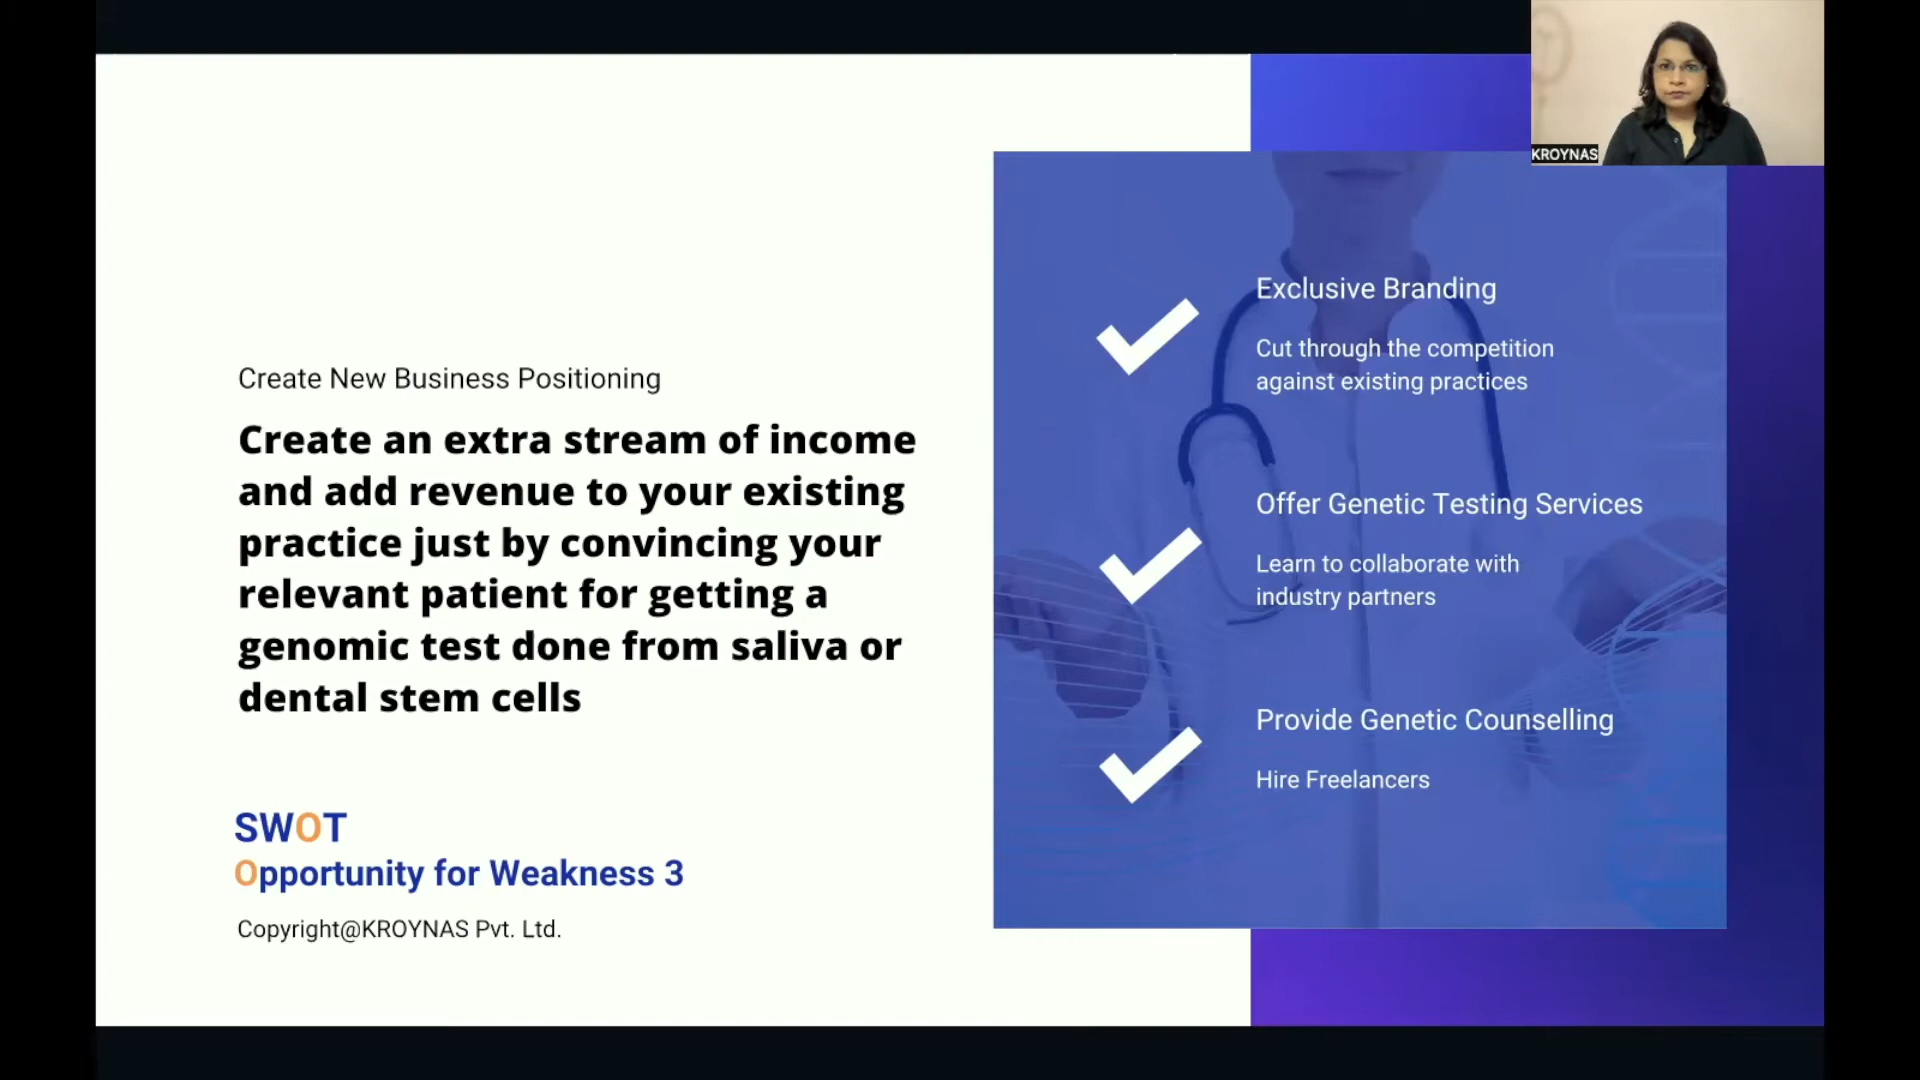 KROYNAS
Create New Business Positioning
Create an extra stream of income
and add revenue to your existing
practice just by convincing your
relevant patient for getting a
genomic test done from saliva or
dental stem cells
SWOT
Opportunity for Weakness 3
Copyright@KROYNAS Pvt. Ltd.
Exclusive Branding
Cut through the competition
against existing practices
Offer Genetic Testing Services
Learn to collaborate with
industry partners
Provide Genetic Counselling
Hire Freelancers